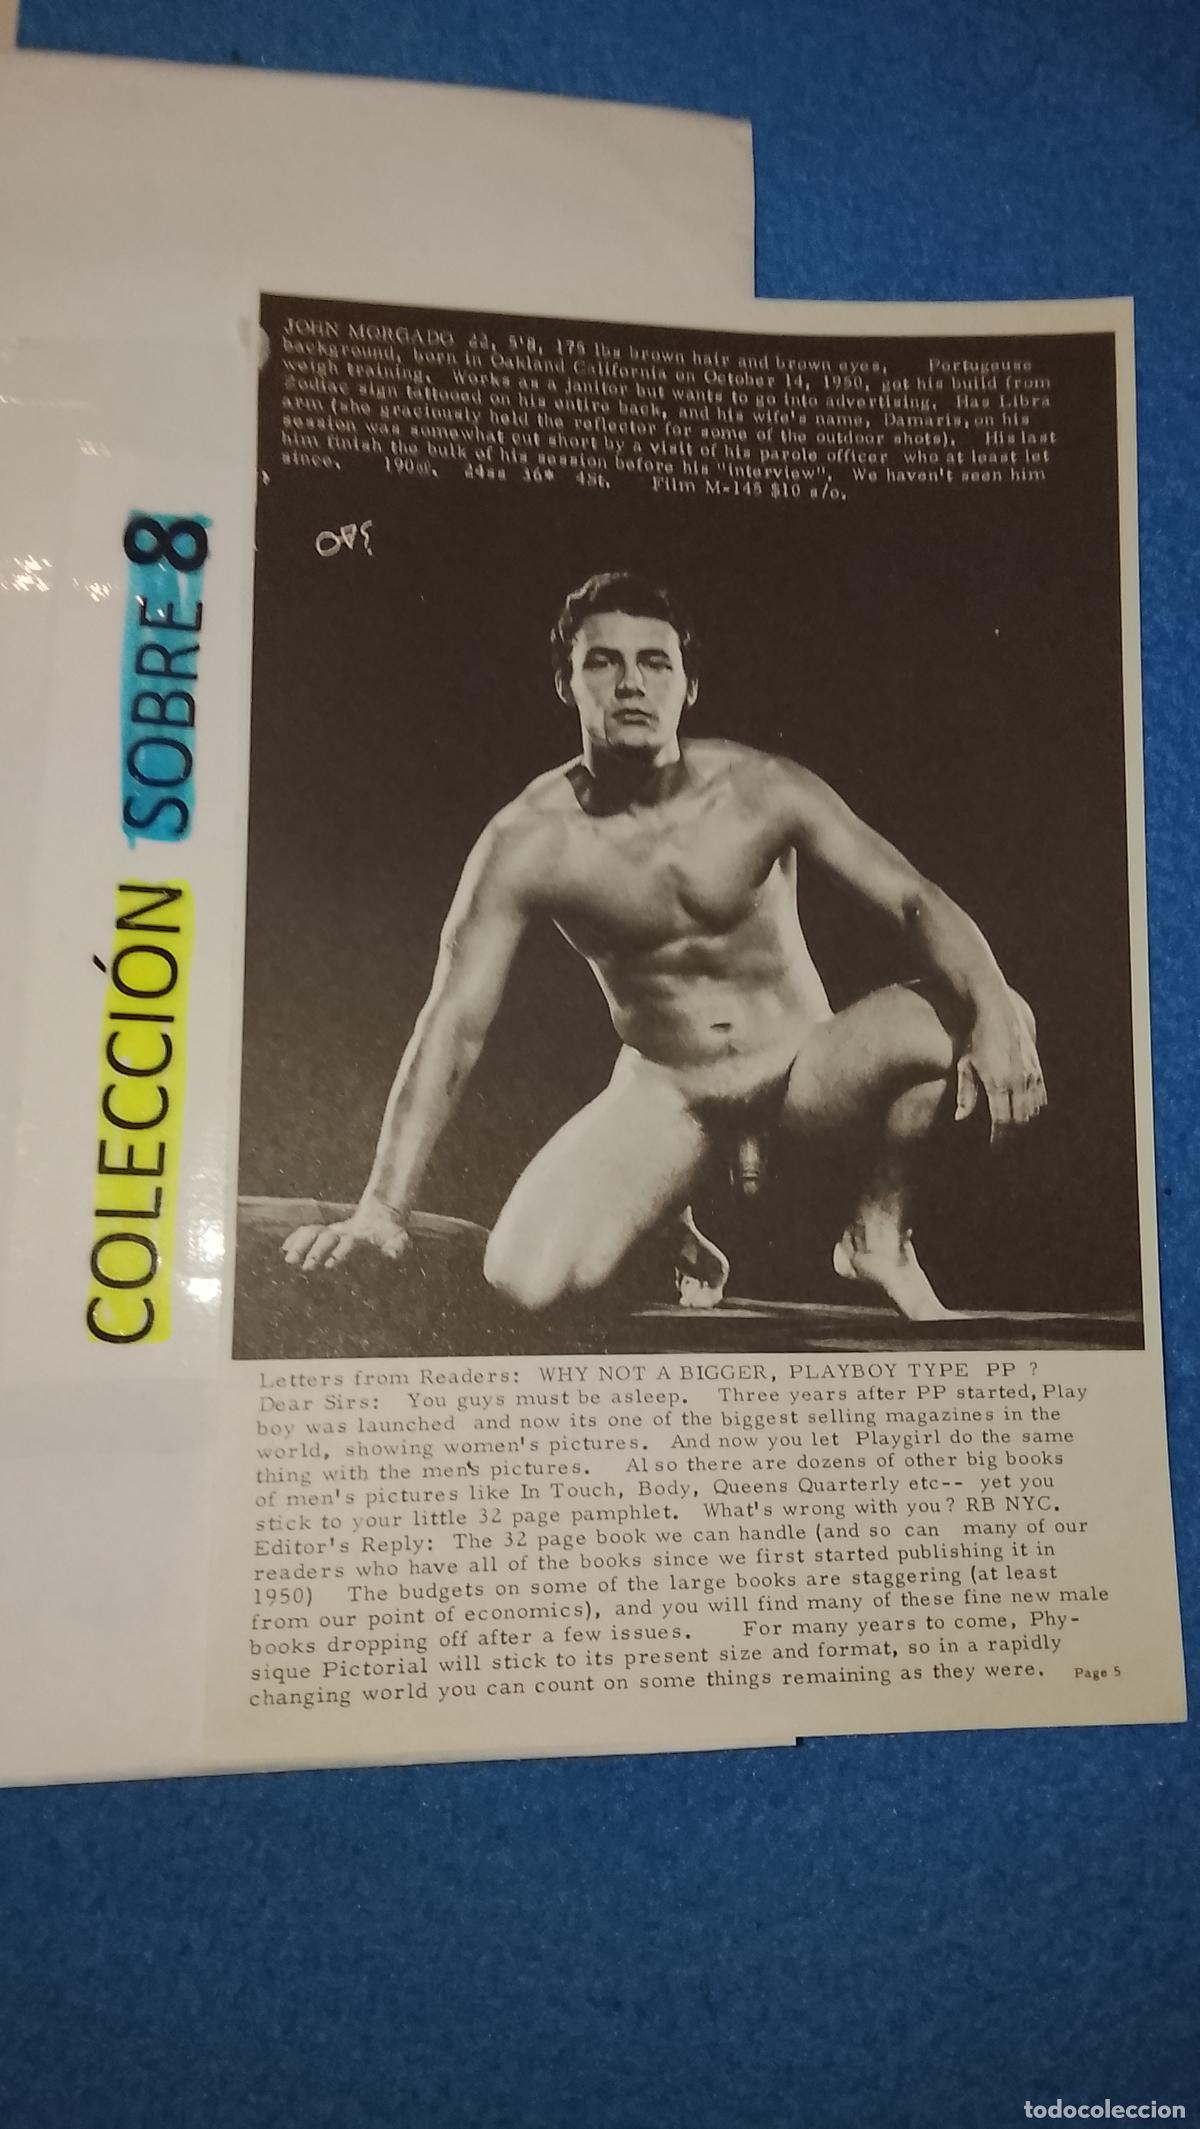 JOHN MORGADO 22, 5'8, 175 lbs brown hair and brown eyes. Portugeuse
background, born in Oakland California on October 14, 1950, got his build from
weigh training. Works as a janitor but wants to go into advertising. Has Libra
Zodiac sign tattooed on his entire back, and his wife's name, Damaris, on his
arm (she graciously held the reflector for some of the outdoor shots). His last
session was somewhat cut short by a visit of his parole officer who at least let
him finish the bulk of his session before his "interview". We haven't seen him
since. 190@. 24ss 36* 4St. Film M-145 $10 s/o.
COLECCIÓN SOBRE 8
Letters from Readers: WHY NOT A BIGGER, PLAYBOY TYPE PP ?
Dear Sirs: You guys must be asleep. Three years after PP started, Play
boy was launched and now its one of the biggest selling magazines in the
world, showing women's pictures. And now you let Playgirl do the same
thing with the men's pictures. Also there are dozens of other big books
of men's pictures like In Touch, Body, Queens Quarterly etc-- yet you
stick to your little 32 page pamphlet. What's wrong with you? RB NYC.
Editor's Reply: The 32 page book we can handle (and so can many of our
readers who have all of the books since we first started publishing it in
1950) The budgets on some of the large books are staggering (at least
from our point of economics), and you will find many of these fine new male
books dropping off after a few issues. For many years to come, Phy-
sique Pictorial will stick to its present size and format, so in a rapidly
changing world you can count on some things remaining as they were. Page 5
todocoleccion